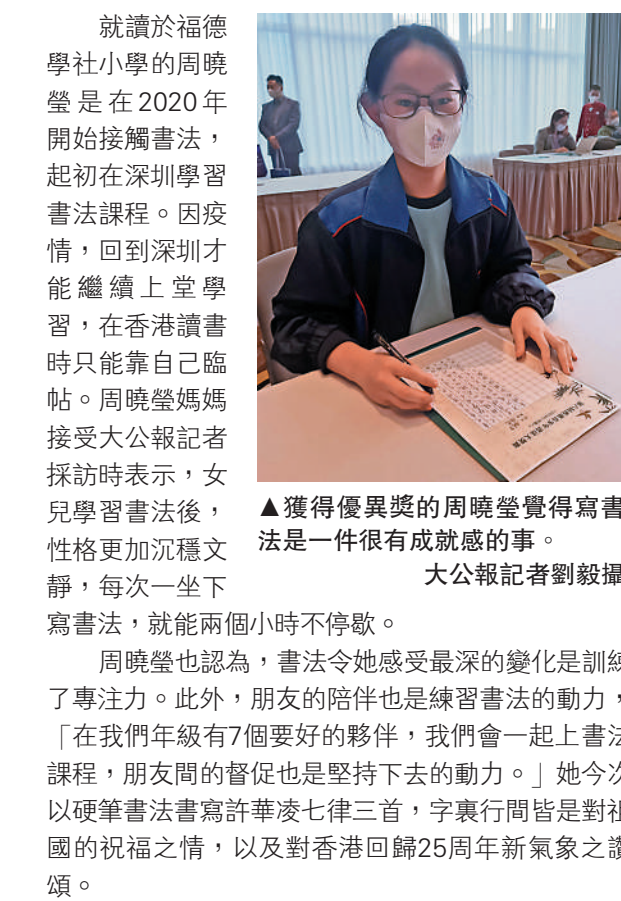 就讀於福德
學社小學的周曉
瑩是在2020年
開始接觸書法，
起初在深圳學習
書法課程。因疫
情，回到深圳才
能繼續上堂學
習，在香港讀書
時只能靠自己臨
帖。周曉瑩媽媽
接受大公報記者
採訪時表示，女
兒學習書法後，
性格更加沉穩文
靜，每次一坐下
▲獲得優異獎的周曉瑩覺得寫書
法是一件很有成就感的事。
大公報記者劉毅攝
寫書法，就能兩個小時不停歇。
周曉瑩也認為，書法令她感受最深的變化是訓練
了專注力。此外，朋友的陪伴也是練習書法的動力，
「在我們年級有7個要好的夥伴，我們會一起上書法
課程，朋友間的督促也是堅持下去的動力。」她今次
以硬筆書法書寫許華凌七律三首，字裏行間皆是對祖
國的祝福之情，以及對香港回歸25周年新氣象之讚
頌。